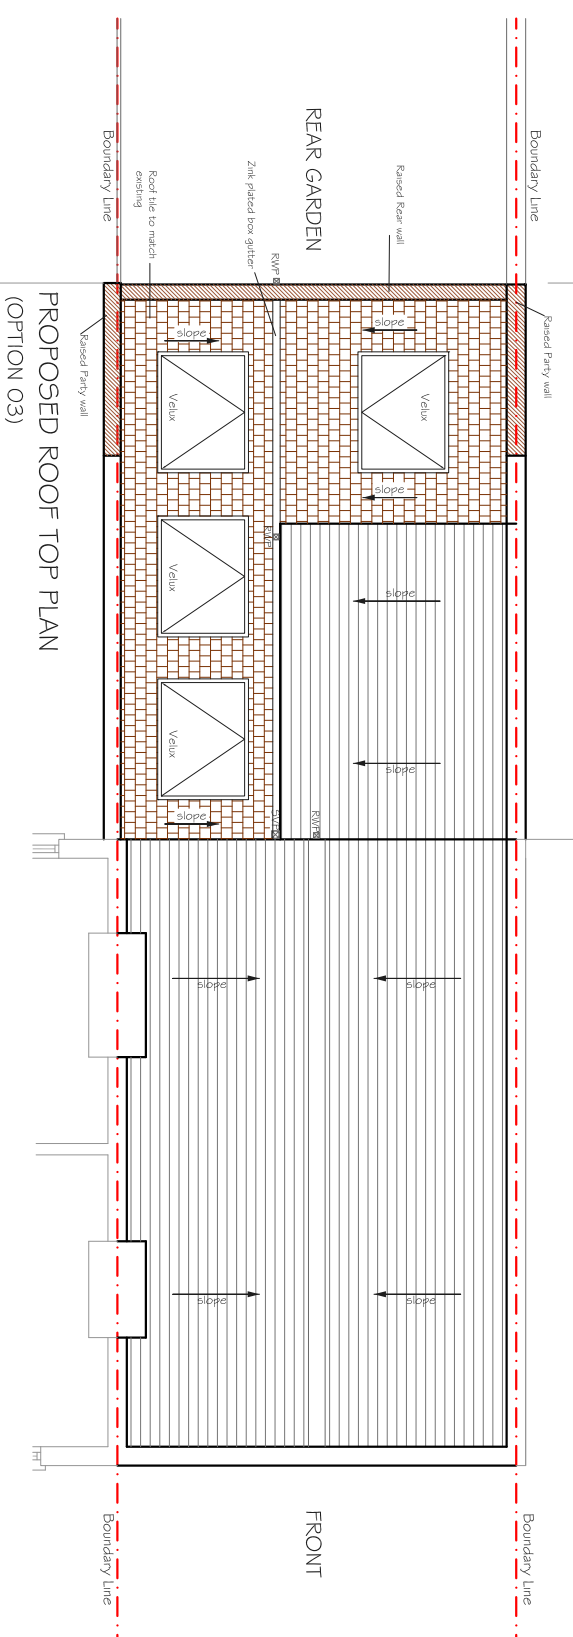 Boundary Line
Boundary Line
REAR GARDEN
Raised Rear wall
Zink plated box gutter
Roof tile to match
existing
RWP
Raised Party wall
Raised Party wall
slope
slope
Velux
Velux
slope
RWP
Velux
slope
slope
Velux
slope
SVP
RWP
slope
slope
slope
slope
FRONT
Boundary Line
Boundary Line
PROPOSED ROOF TOP PLAN
(OPTION 03)